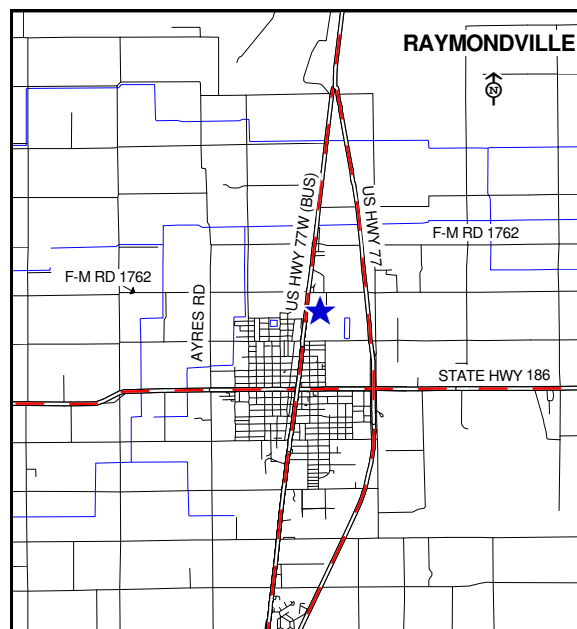 RAYMONDVILLE
N
US HWY 77W (BUS)
US HWY 77
F-M RD 1762
F-M RD 1762
AYRES RD
STATE HWY 186